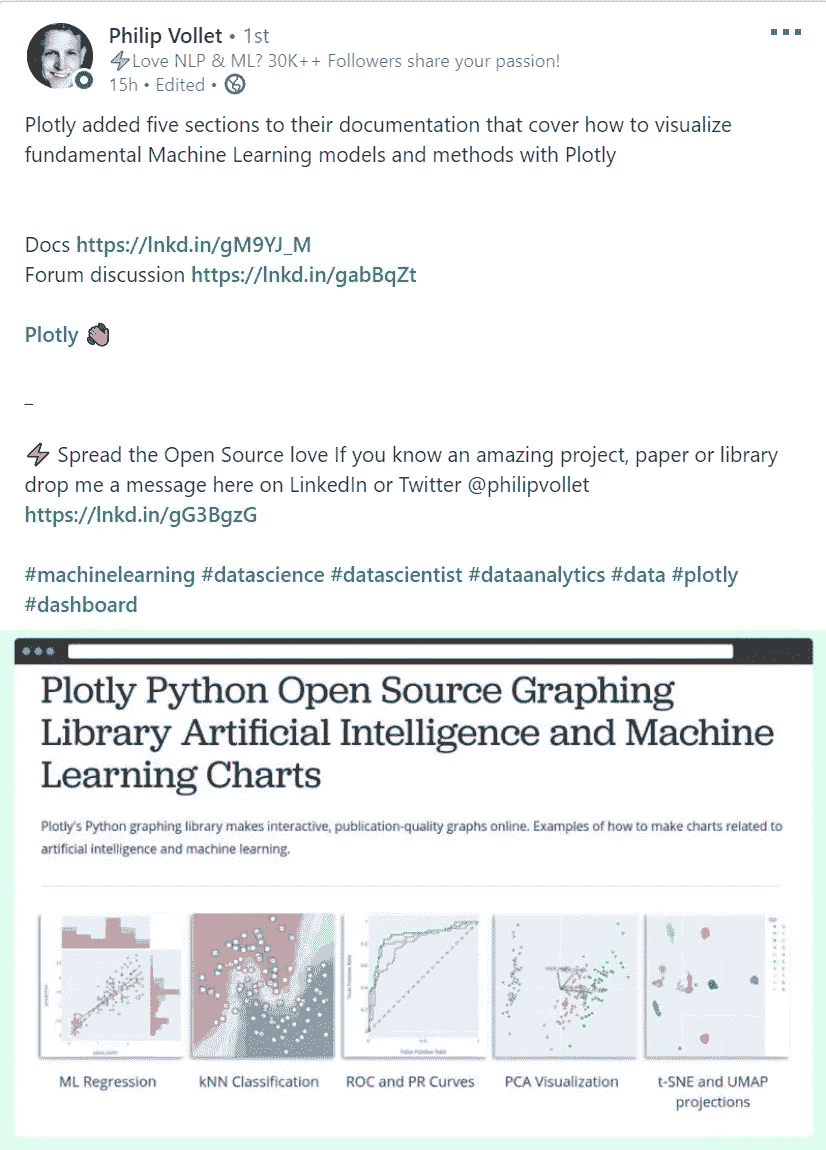 Philip Vollet • 1st
⚡Love NLP & ML? 30K++ Followers share your passion!
15h • Edited •
Plotly added five sections to their documentation that cover how to visualize
fundamental Machine Learning models and methods with Plotly
Docs https://lnkd.in/gM9YJ_M
Forum discussion https://lnkd.in/gabBqZt
Plotly 👏
_
⚡ Spread the Open Source love If you know an amazing project, paper or library
drop me a message here on LinkedIn or Twitter @philipvollet
https://lnkd.in/gG3BgzG
#machinelearning #datascience #datascientist #dataanalytics #data #plotly
#dashboard
Plotly Python Open Source Graphing
Library Artificial Intelligence and Machine
Learning Charts
Plotly's Python graphing library makes interactive, publication-quality graphs online. Examples of how to make charts related to
artificial intelligence and machine learning.
ML Regression
kNN Classification
ROC and PR Curves
PCA Visualization
t-SNE and UMAP
projections